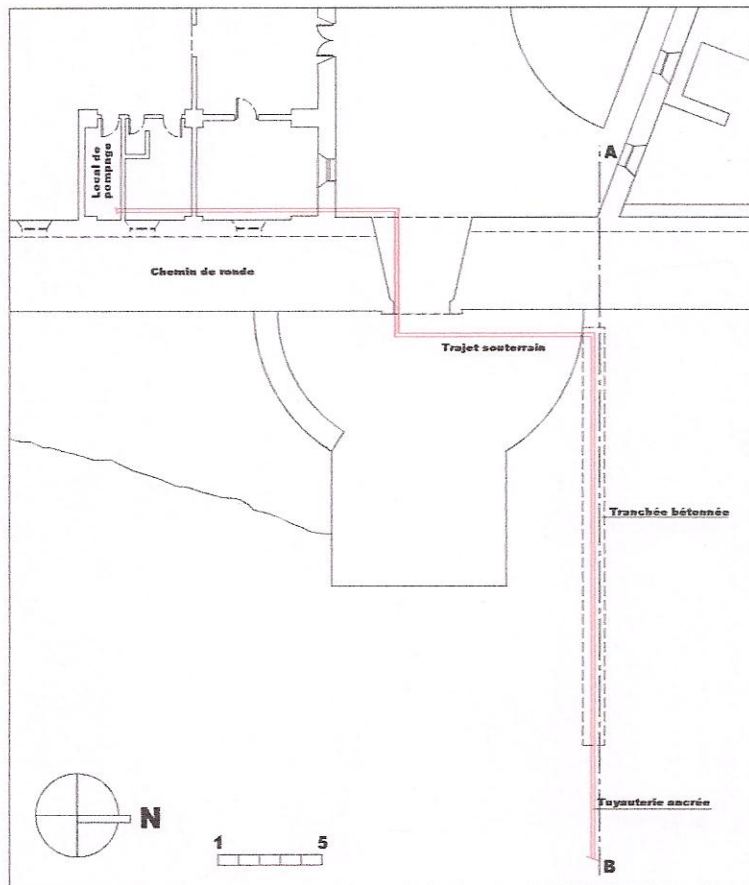 Local de
pompage
A
Chemin de ronde
Trajet souterrain
Tranchée bétonnée
Tuyauterie ancrée
N
1 5
B